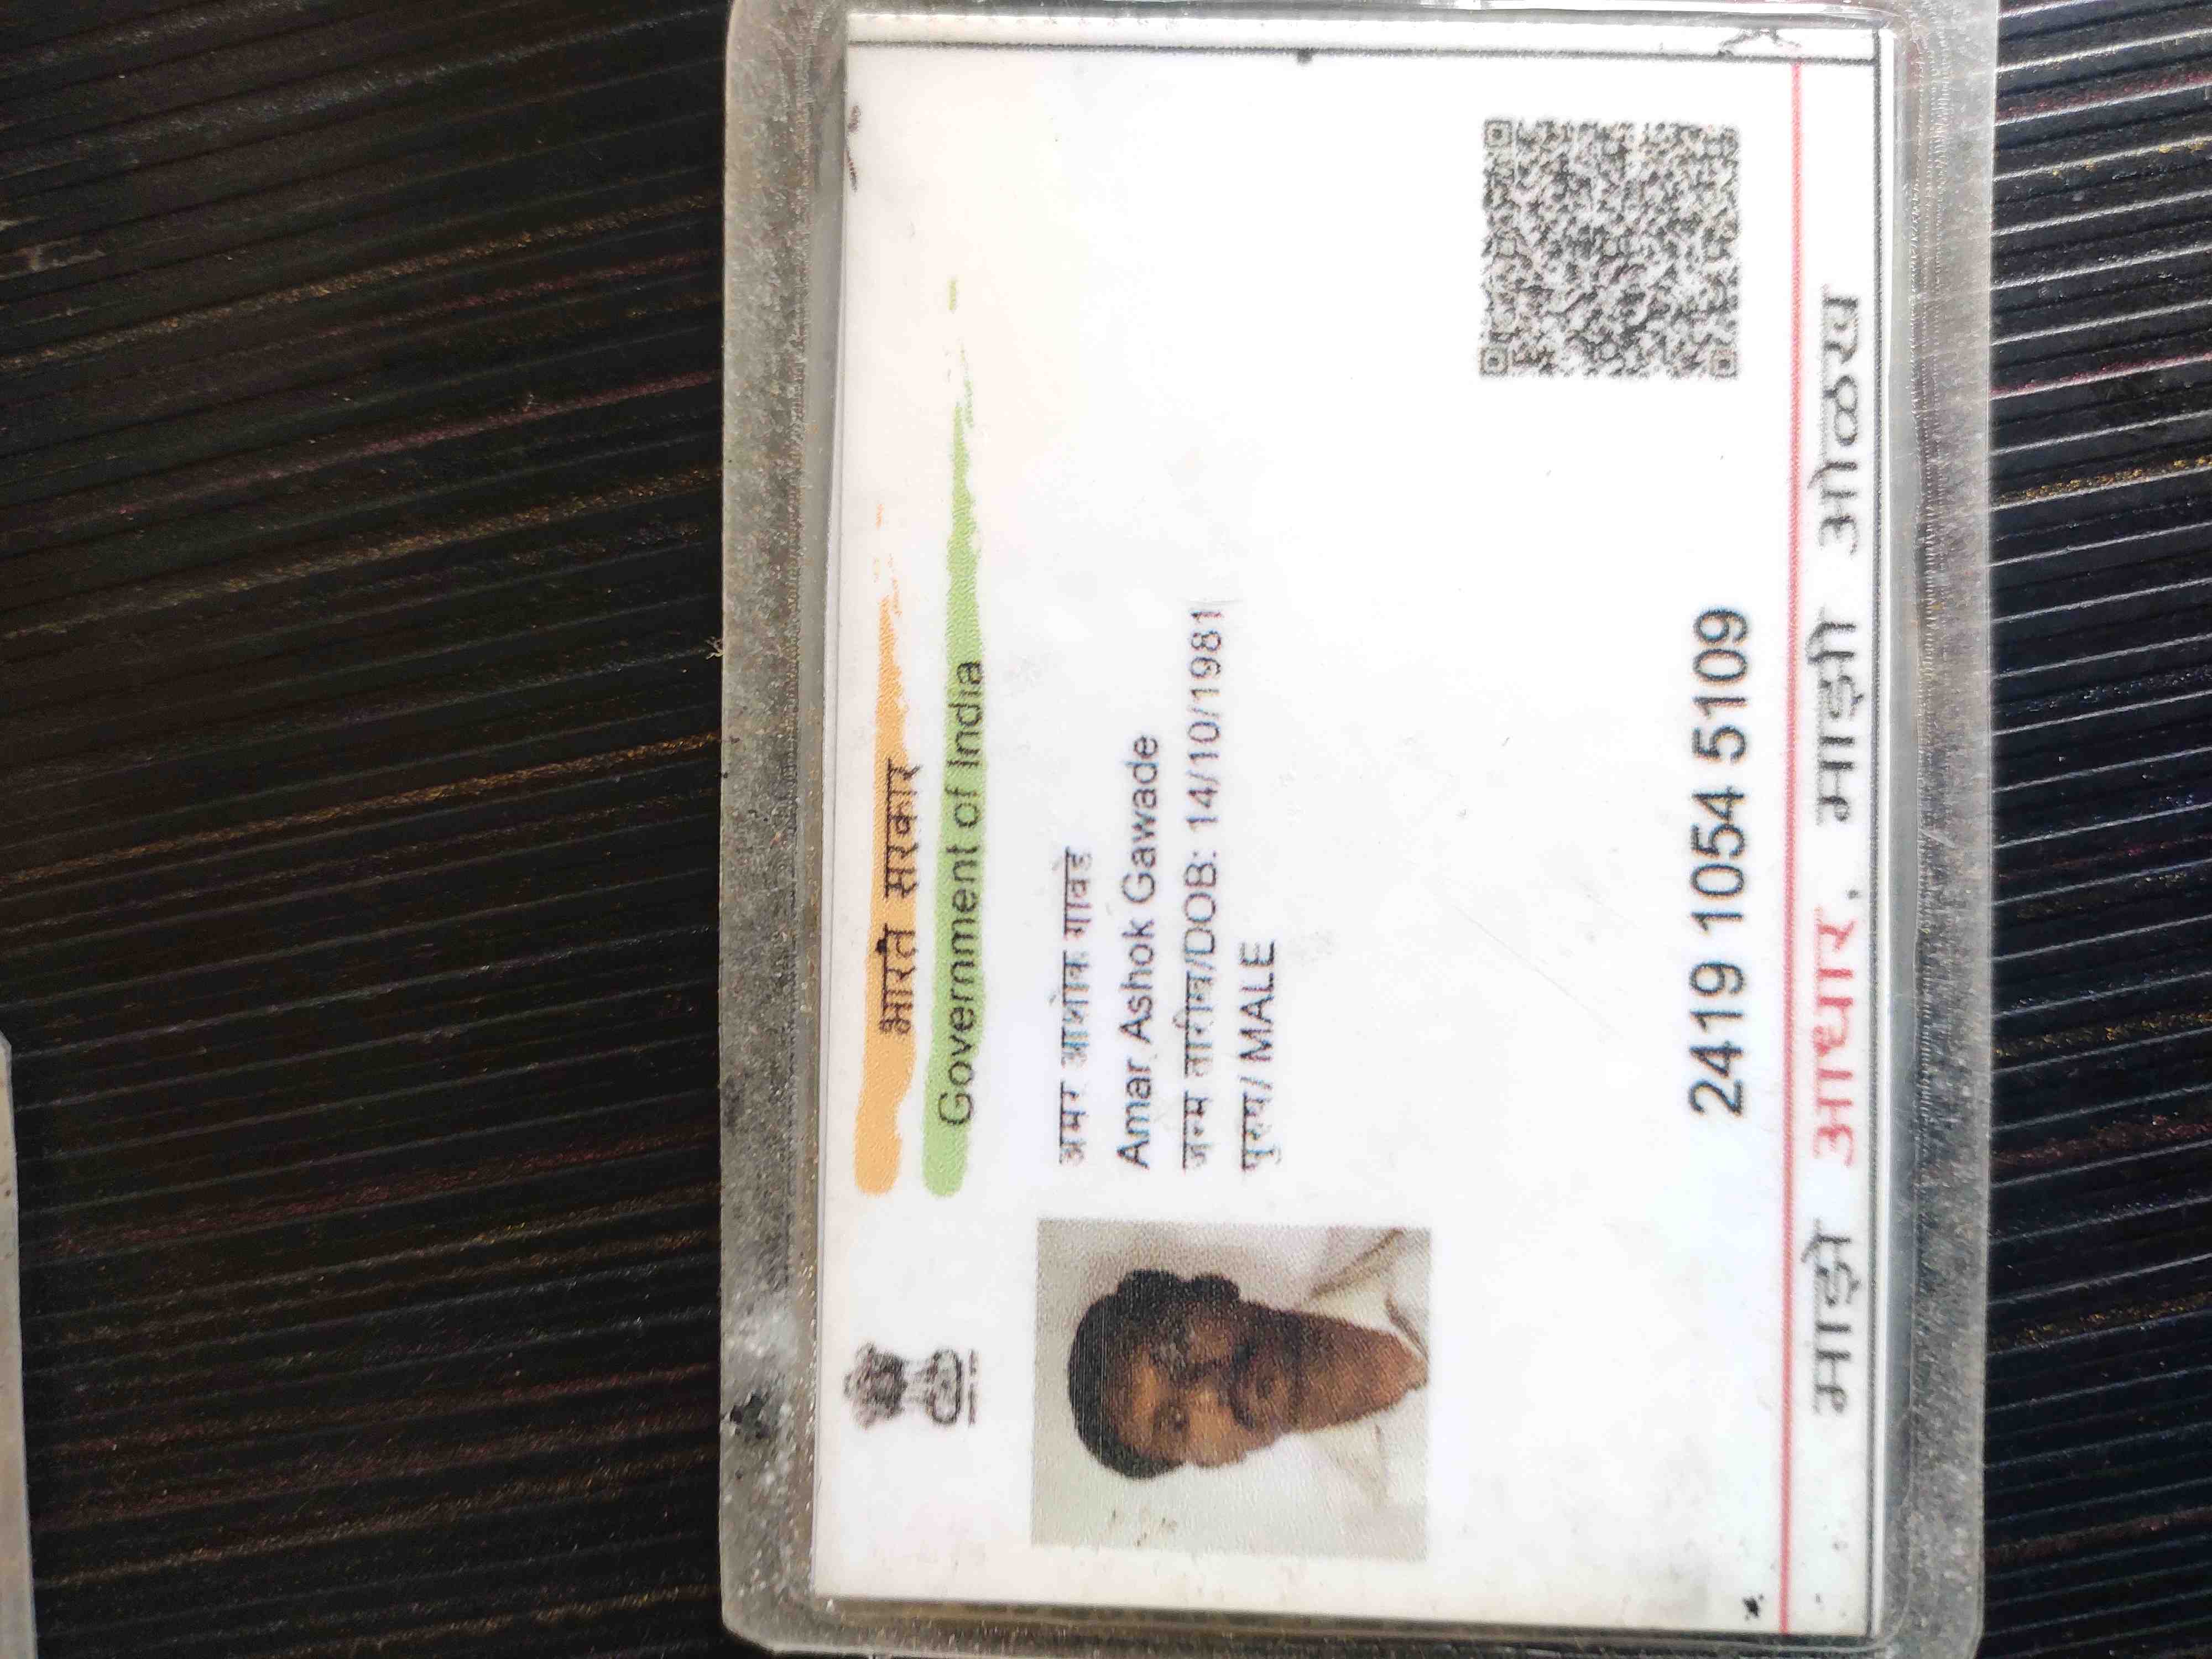 भारत सरकार
Government of India
अमर अशोक गावडे
Amar Ashok Gawade
जन्म तारीख/DOB: 14/10/1981
पुरुष/ MALE
2419 1054 5109
माझे आधार, माझी ओळख